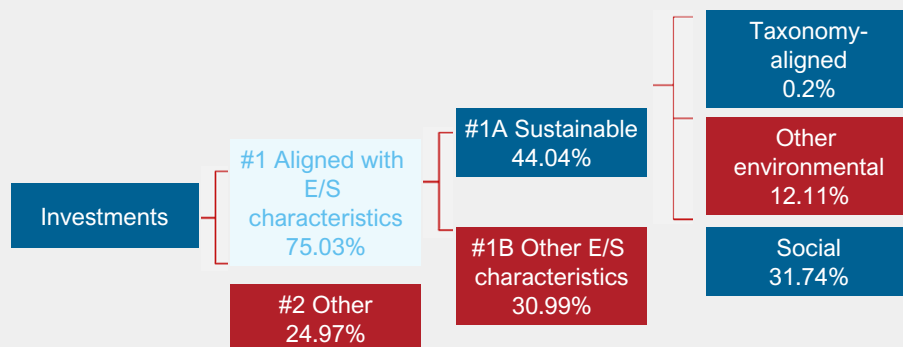 Investments
#1 Aligned with
E/S
characteristics
75.03%
#2 Other
24.97%
#1A Sustainable
44.04%
#1B Other E/S
characteristics
30.99%
Taxonomy-
aligned
0.2%
Other
environmental
12.11%
Social
31.74%